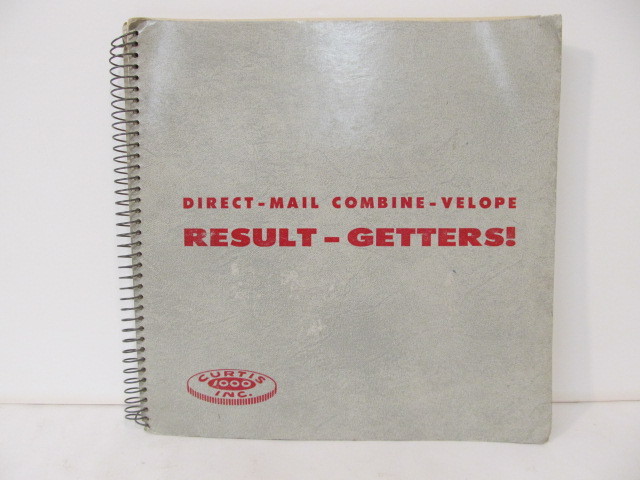 DIRECT-MAIL COMBINE-VELOPE
RESULT-GETTERS!
CURTIS
1000
INC.